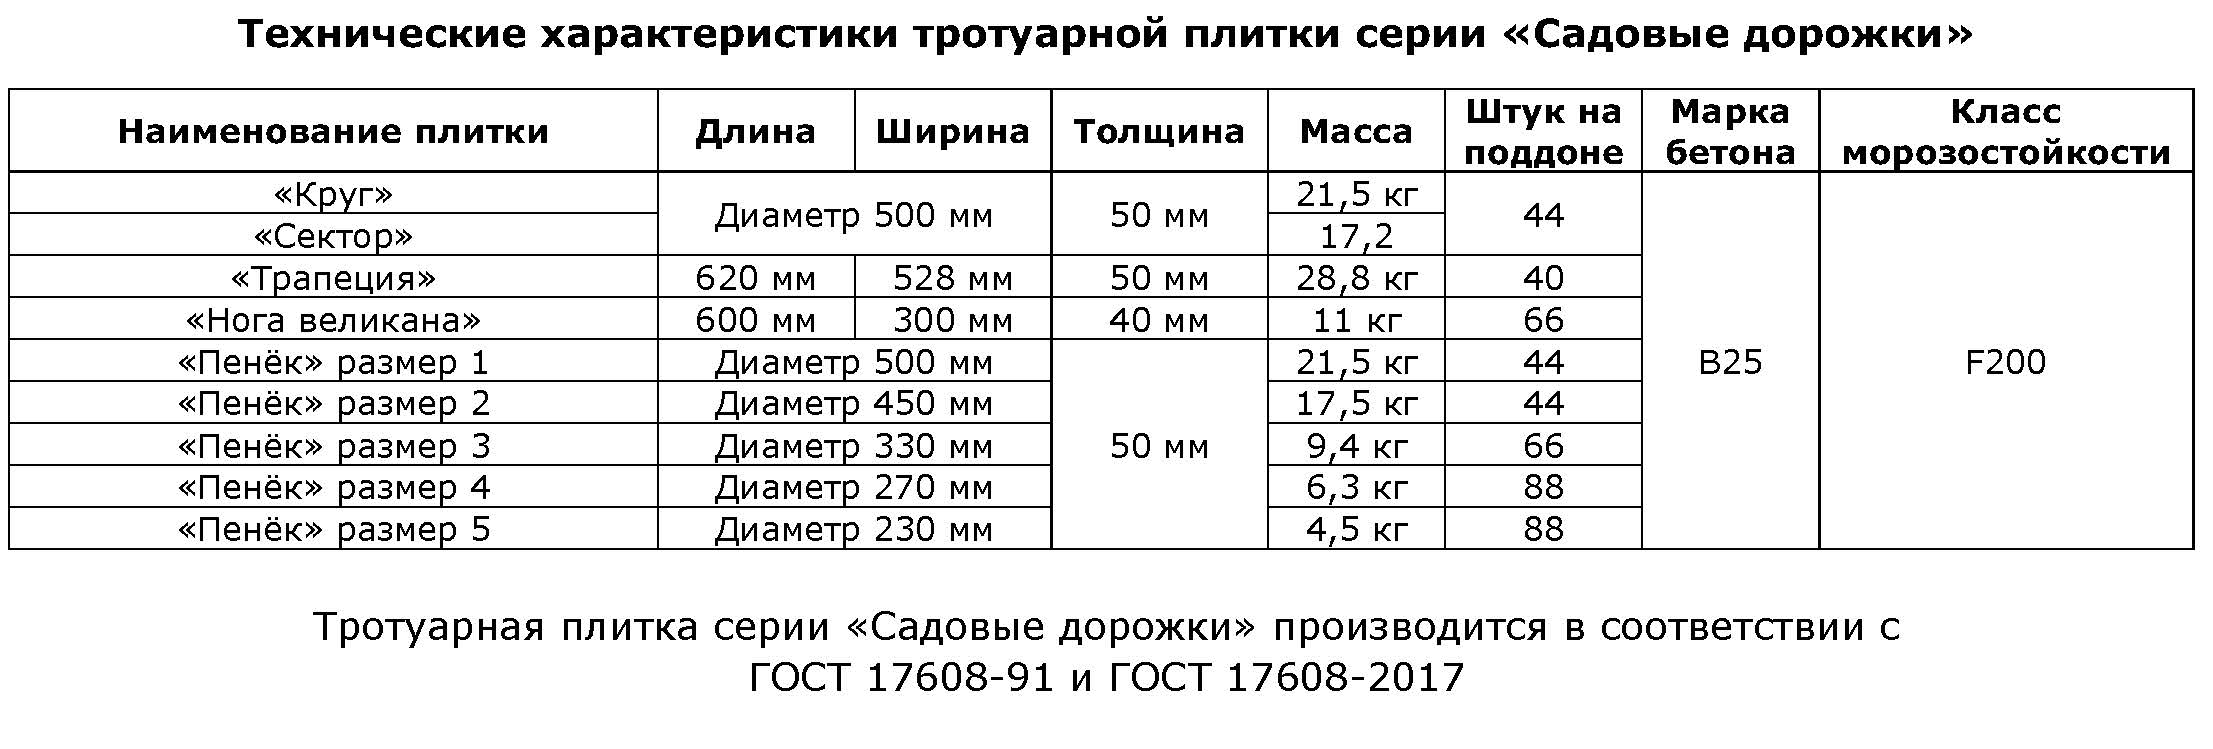 Технические характеристики тротуарной плитки серии «Садовые дорожки»
Наименование плитки Длина Ширина Толщина Масса Штук на поддоне Марка бетона Класс морозостойкости
«Круг» Диаметр 500 мм 50 мм 21,5 кг 44 В25 F200
«Сектор» 17,2
«Трапеция» 620 мм 528 мм 50 мм 28,8 кг 40
«Нога великана» 600 мм 300 мм 40 мм 11 кг 66
«Пенёк» размер 1 Диаметр 500 мм 50 мм 21,5 кг 44
«Пенёк» размер 2 Диаметр 450 мм 17,5 кг 44
«Пенёк» размер 3 Диаметр 330 мм 9,4 кг 66
«Пенёк» размер 4 Диаметр 270 мм 6,3 кг 88
«Пенёк» размер 5 Диаметр 230 мм 4,5 кг 88
Тротуарная плитка серии «Садовые дорожки» производится в соответствии с
ГОСТ 17608-91 и ГОСТ 17608-2017